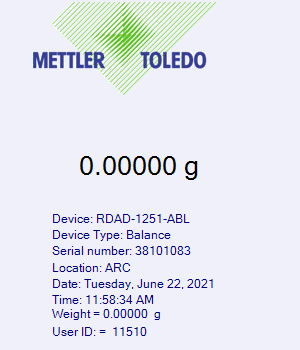 METTLER TOLEDO
0.00000 g
Device: RDAD-1251-ABL
Device Type: Balance
Serial number: 38101083
Location: ARC
Date: Tuesday, June 22, 2021
Time: 11:58:34 AM
Weight = 0.00000 g
User ID: = 11510